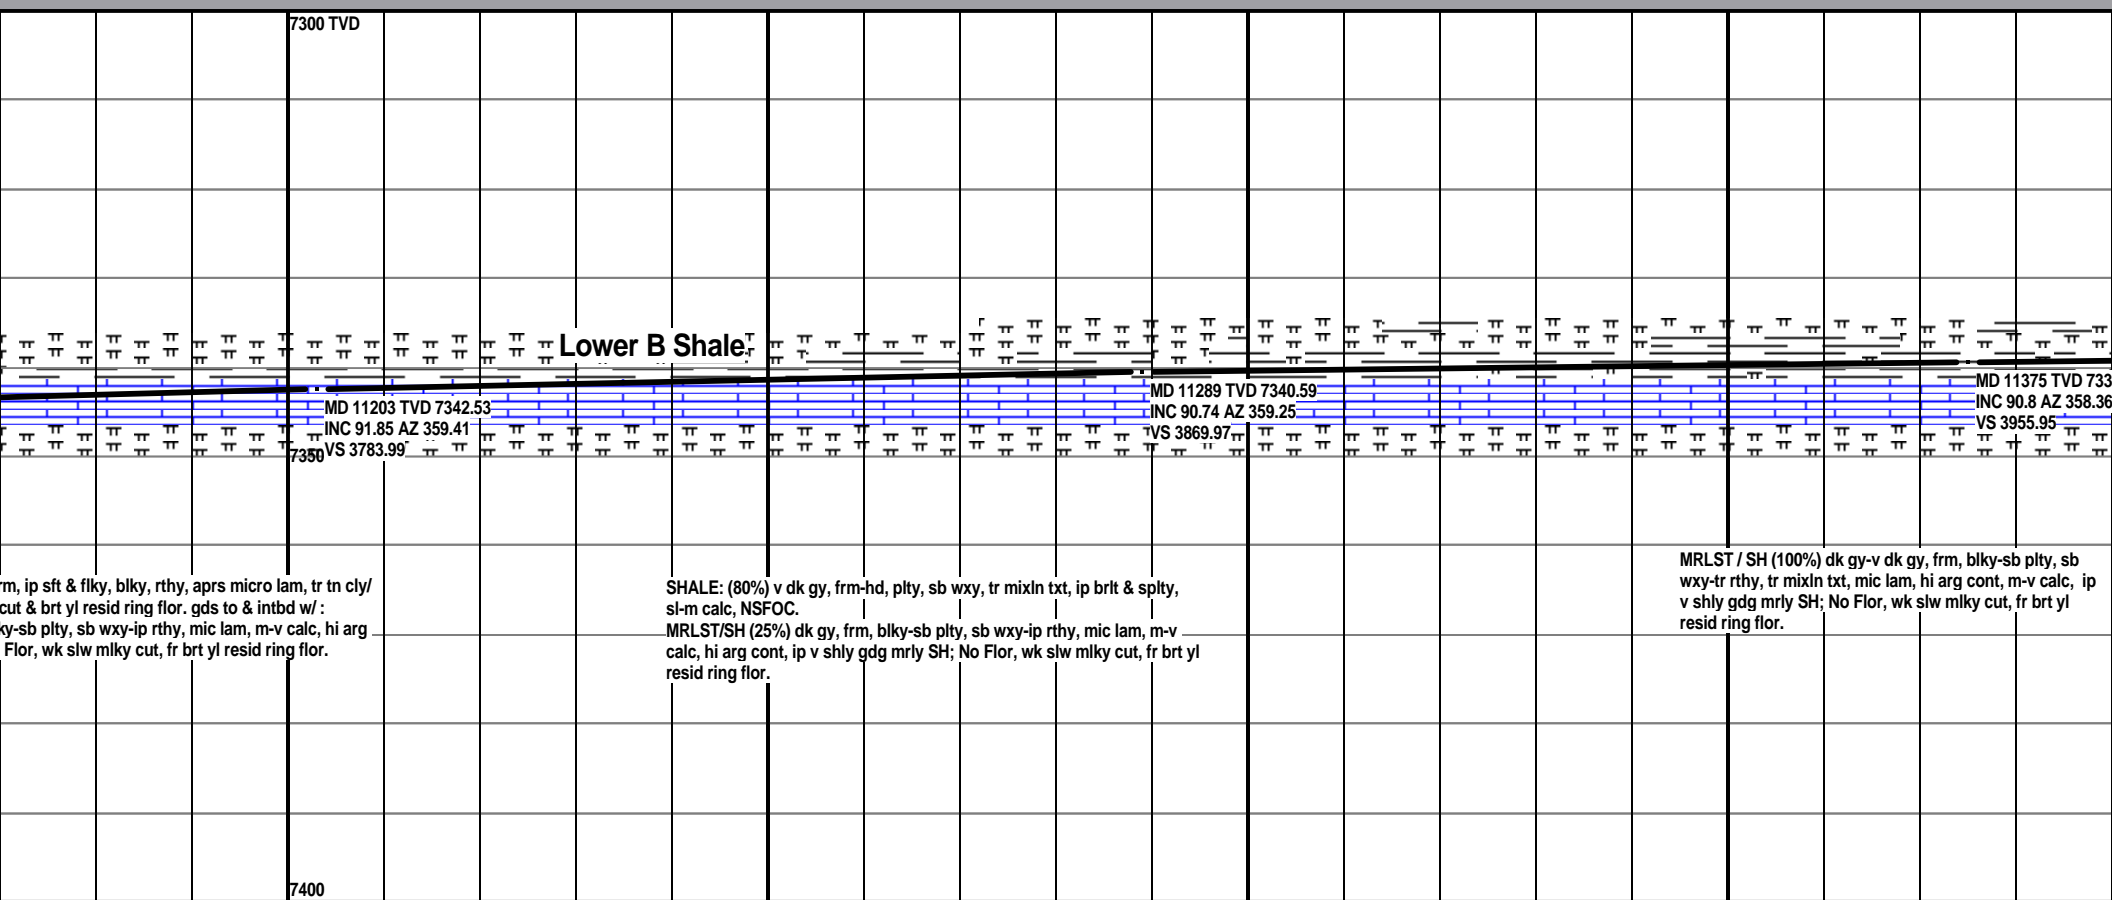 7300 TVD
Lower B Shale
MD 11203 TVD 7342.53
INC 91.85 AZ 359.41
VS 3783.99
7350
MD 11289 TVD 7340.59
INC 90.74 AZ 359.25
VS 3869.97
MD 11375 TVD 733
INC 90.8 AZ 358.36
VS 3955.95
rm, ip sft & flky, blky, rthy, aprs micro lam, tr tn cly/
cut & brt yl resid ring flor. gds to & intbd w/ :
ky-sb plty, sb wxy-ip rthy, mic lam, m-v calc, hi arg
Flor, wk slw mlky cut, fr brt yl resid ring flor.
SHALE: (80%) v dk gy, frm-hd, plty, sb wxy, tr mixln txt, ip brlt & splty,
sl-m calc, NSFOC.
MRLST/SH (25%) dk gy, frm, blky-sb plty, sb wxy-ip rthy, mic lam, m-v
calc, hi arg cont, ip v shly gdg mrly SH; No Flor, wk slw mlky cut, fr brt yl
resid ring flor.
MRLST / SH (100%) dk gy-v dk gy, frm, blky-sb plty, sb
wxy-tr rthy, tr mixln txt, mic lam, hi arg cont, m-v calc, ip
v shly gdg mrly SH; No Flor, wk slw mlky cut, fr brt yl
resid ring flor.
7400